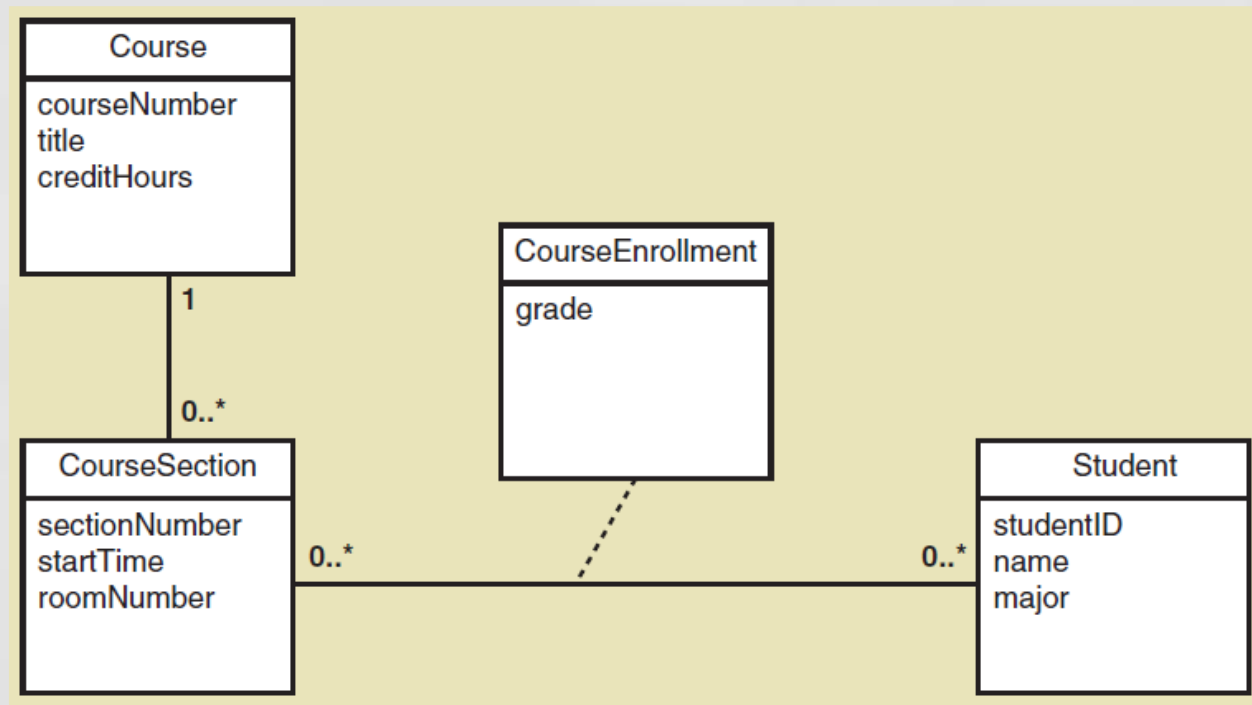 Course
courseNumber
title
creditHours
1
0..*
CourseEnrollment
grade
CourseSection
sectionNumber
startTime
roomNumber
0..*
0..*
Student
studentID
name
major